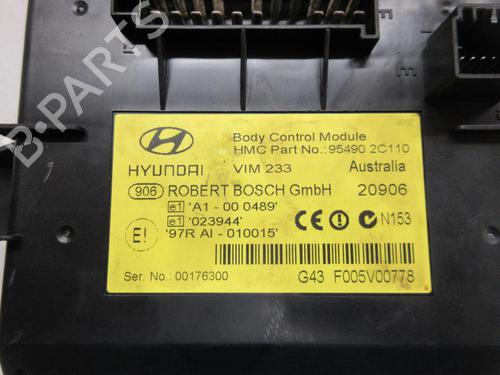 B-PARTS
Body Control Module
HMC Part No.:95490 2C110
HYUNDAI VIM 233 Australia
906 ROBERT BOSCH GmbH 20906
e1 'A1 - 00 0489'
e1 '023944'
CE N153
E! '97R AI - 010015'
Ser. No.: 00176300 G43 F005V00778